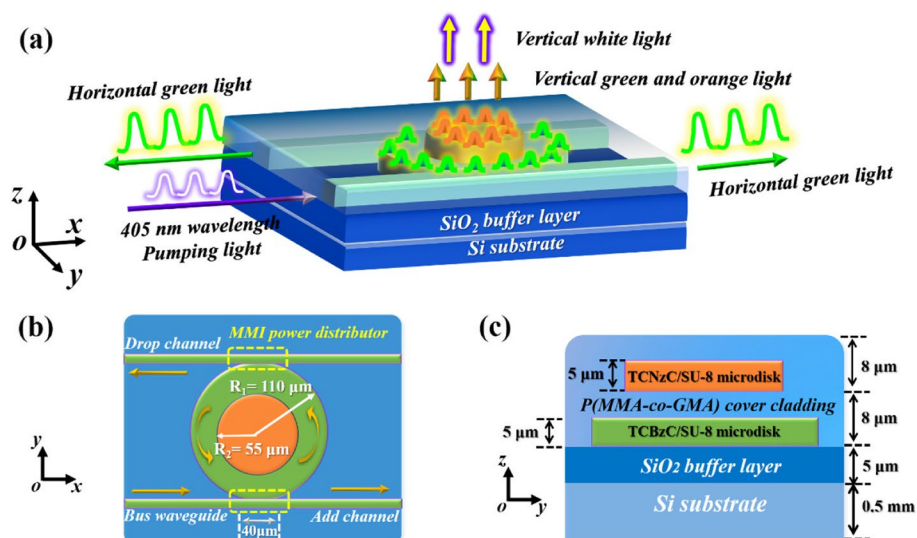 (a)
Vertical white light
Horizontal green light
Vertical green and orange light
Horizontal green light
405 nm wavelength
Pumping light
SiO2 buffer layer
Si substrate
z
x
o
y
(b)
MMI power distributor
Drop channel
R1= 110 μm
R2= 55 μm
Bus waveguide
Add channel
40μm
y
o
x
(c)
5 μm
TCNzC/SU-8 microdisk
8 μm
P(MMA-co-GMA) cover cladding
8 μm
5 μm
TCBzC/SU-8 microdisk
SiO2 buffer layer
5 μm
Si substrate
0.5 mm
z
o
y